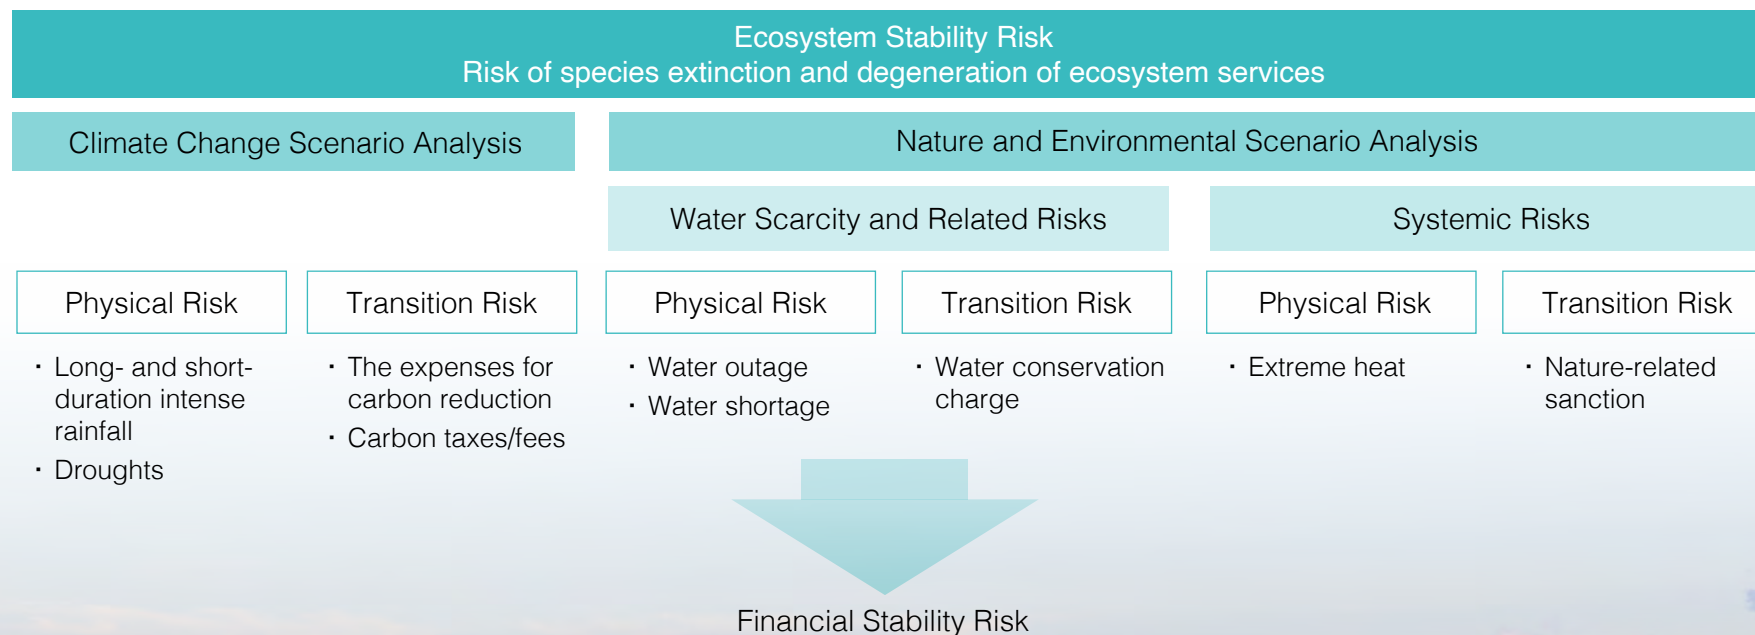 Ecosystem Stability Risk
Risk of species extinction and degeneration of ecosystem services
Climate Change Scenario Analysis
Nature and Environmental Scenario Analysis
Water Scarcity and Related Risks
Systemic Risks
Physical Risk
Transition Risk
Physical Risk
Transition Risk
Physical Risk
Transition Risk
・Long- and short-
duration intense
rainfall
・Droughts
・The expenses for
carbon reduction
・Carbon taxes/fees
・Water outage
・Water shortage
・Water conservation
charge
・Extreme heat
・Nature-related
sanction
Financial Stability Risk